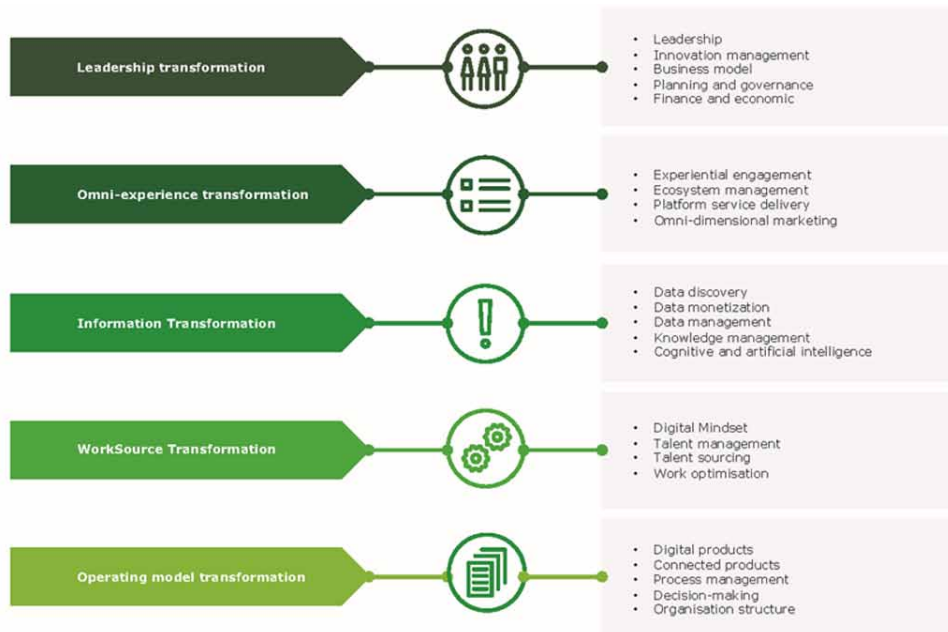 Leadership transformation
• Leadership
• Innovation management
• Business model
• Planning and governance
• Finance and economic
Omni-experience transformation
• Experiential engagement
• Ecosystem management
• Platform service delivery
• Omni-dimensional marketing
Information Transformation
• Data discovery
• Data monetization
• Data management
• Knowledge management
• Cognitive and artificial intelligence
WorkSource Transformation
• Digital Mindset
• Talent management
• Talent sourcing
• Work optimisation
Operating model transformation
• Digital products
• Connected products
• Process management
• Decision-making
• Organisation structure